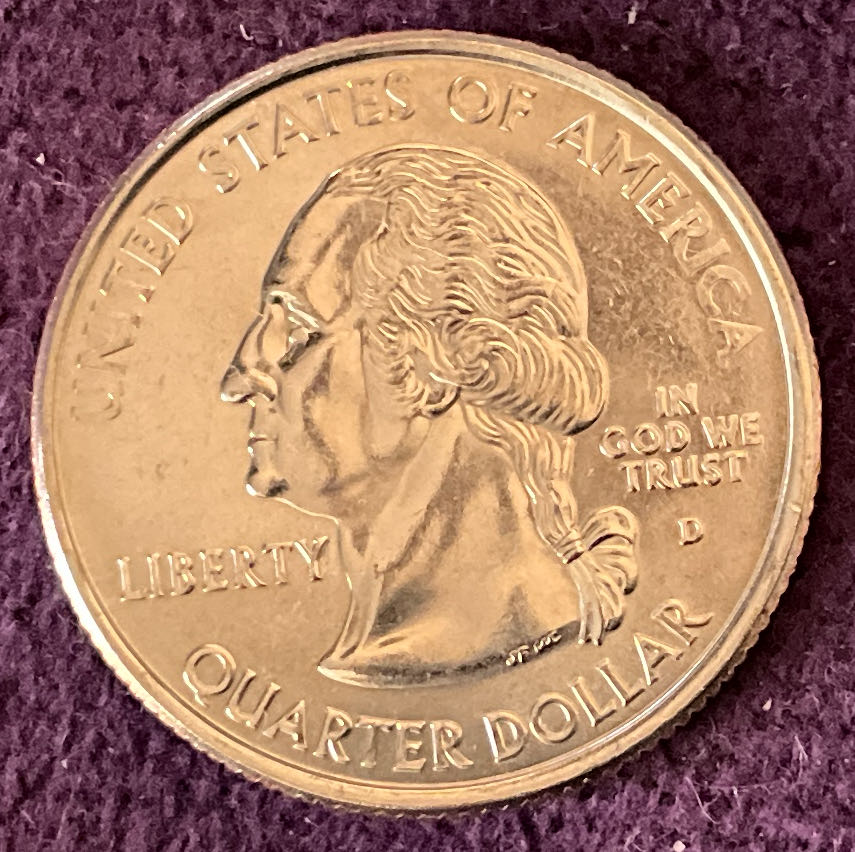 UNITED STATES OF AMERICA
IN
GOD WE
TRUST
D
LIBERTY
QUARTER DOLLAR